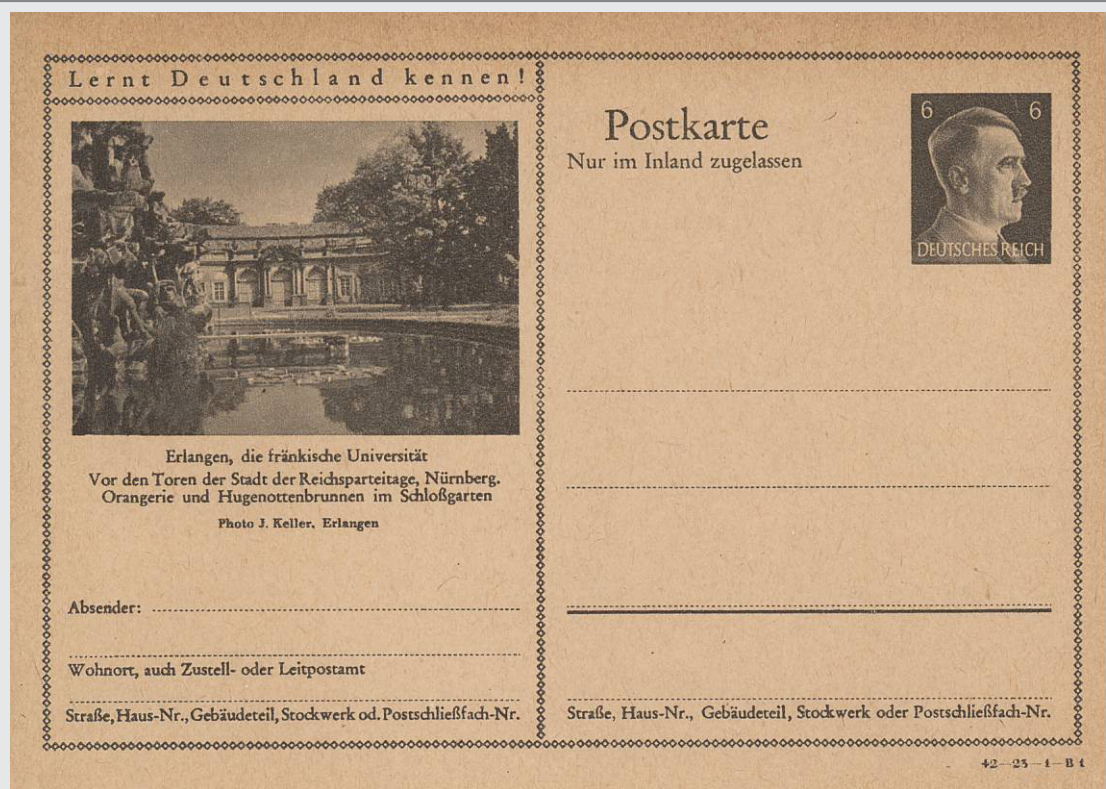 Lernt Deutschland kennen!
Erlangen, die fränkische Universität
Vor den Toren der Stadt der Reichsparteitage, Nürnberg.
Orangerie und Hugenottenbrunnen im Schloßgarten
Photo J. Keller, Erlangen
Absender:
Wohnort, auch Zustell- oder Leitpostamt
Straße, Haus-Nr., Gebäudeteil, Stockwerk od. Postschließfach-Nr.
Postkarte
Nur im Inland zugelassen
6 6
DEUTSCHES REICH
Straße, Haus-Nr., Gebäudeteil, Stockwerk oder Postschließfach-Nr.
42—23—1—B 1